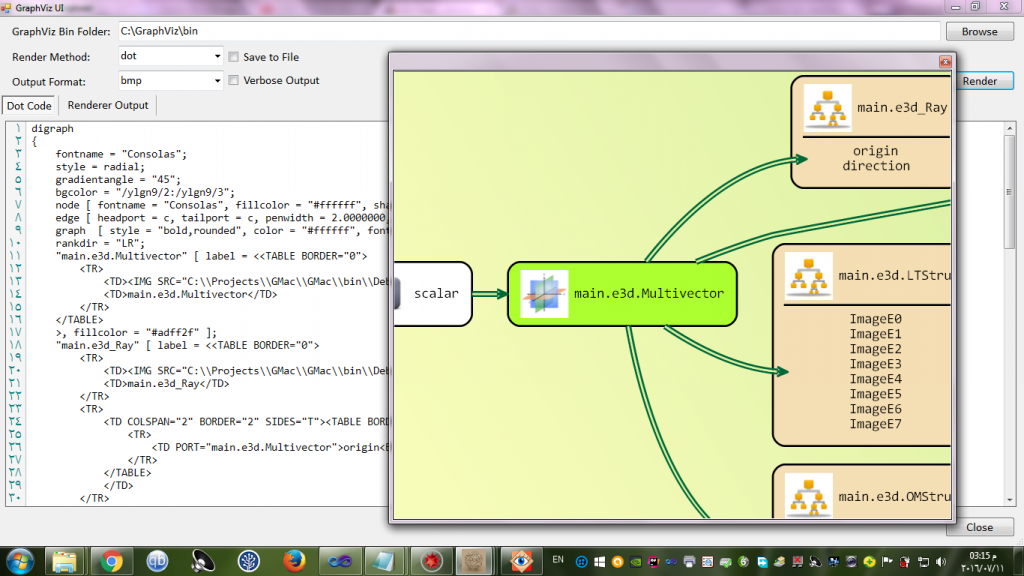 GraphViz UI
GraphViz Bin Folder: C:\GraphViz\bin Browse
Render Method: dot Save to File
Output Format: bmp Verbose Output Render
Dot Code Renderer Output
١ digraph
٢ {
٣ fontname = "Consolas";
٤ style = radial;
٥ gradientangle = "45";
٦ bgcolor = "/ylgn9/2:/ylgn9/3";
٧ node [ fontname = "Consolas", fillcolor = "#ffffff", sha
٨ edge [ headport = c, tailport = c, penwidth = 2.0000000,
٩ graph [ style = "bold,rounded", color = "#ffffff", font
١٠ rankdir = "LR";
١١ "main.e3d.Multivector" [ label = <<TABLE BORDER="0">
١٢ <TR>
١٣ <TD><IMG SRC="C:\\Projects\\GMac\\GMac\\bin\\Deb
١٤ <TD>main.e3d.Multivector</TD>
١٥ </TR>
١٦ </TABLE>
١٧ >, fillcolor = "#adff2f" ];
١٨ "main.e3d_Ray" [ label = <<TABLE BORDER="0">
١٩ <TR>
٢٠ <TD><IMG SRC="C:\\Projects\\GMac\\GMac\\bin\\Deb
٢١ <TD>main.e3d_Ray</TD>
٢٢ </TR>
٢٣ <TR>
٢٤ <TD COLSPAN="2" BORDER="2" SIDES="T"><TABLE BORD
٢٥ <TR>
٢٦ <TD PORT="main.e3d.Multivector">origin<B
٢٧ </TR>
٢٨ </TABLE>
٢٩ </TD>
٣٠ </TR>
main.e3d_Ray
origin
direction
scalar
main.e3d.Multivector
main.e3d.LTStru
ImageE0
ImageE1
ImageE2
ImageE3
ImageE4
ImageE5
ImageE6
ImageE7
main.e3d.OMStru
Close
EN
03:15 م
٢٠١٦/٠٧/١١